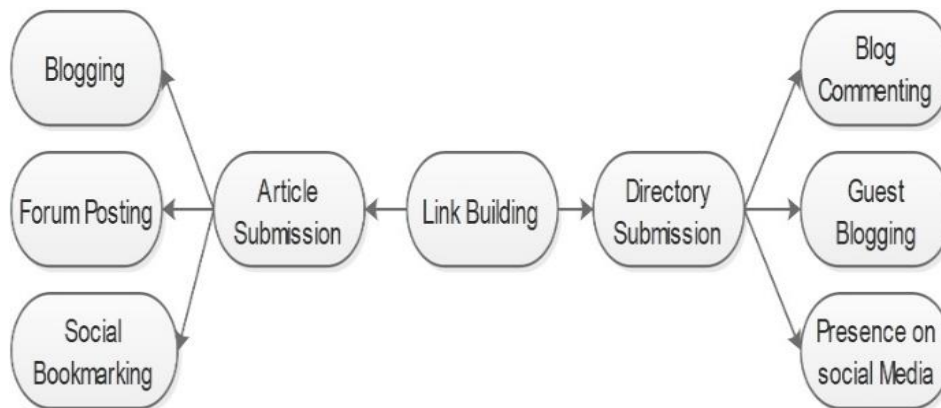 Blogging
Forum Posting
Social
Bookmarking
Article
Submission
Link Building
Directory
Submission
Blog
Commenting
Guest
Blogging
Presence on
social Media